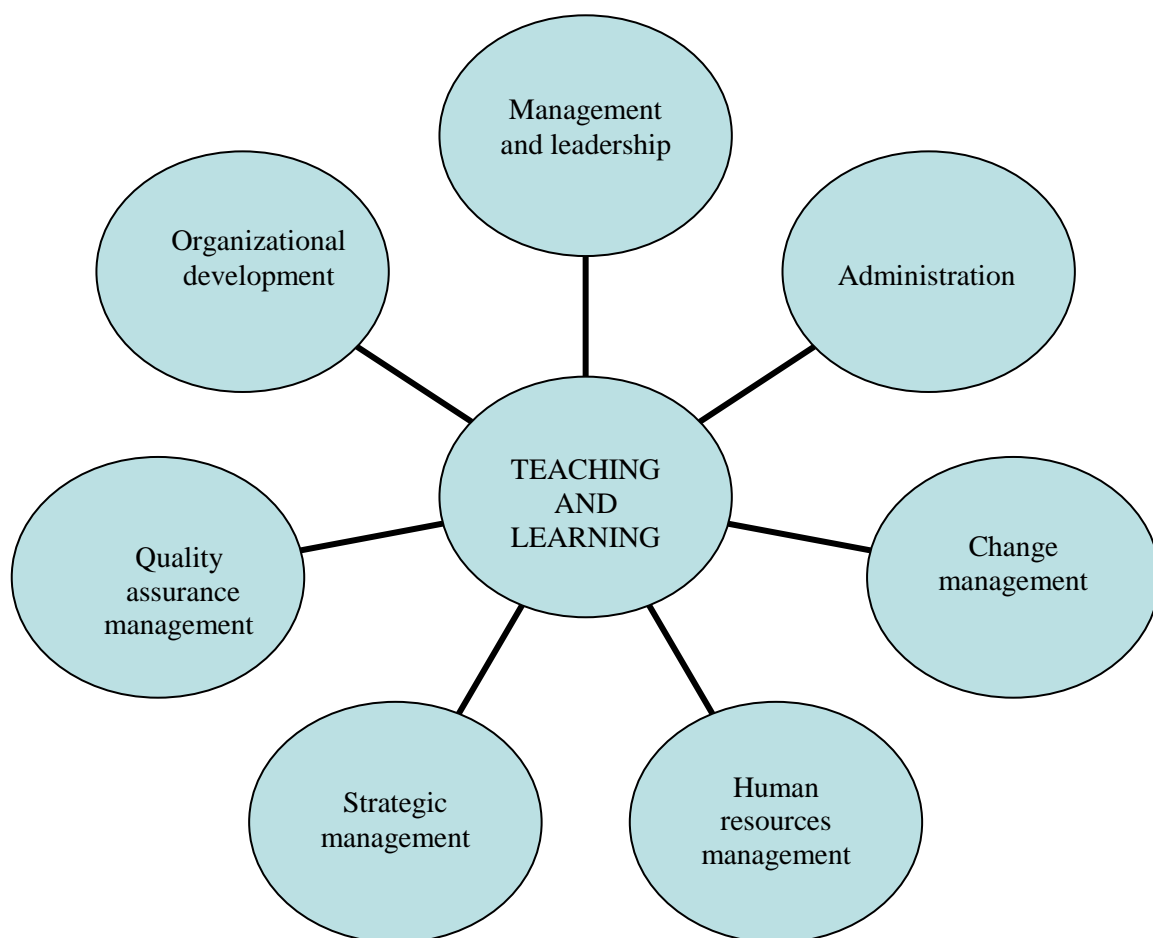 Management
and leadership
Organizational
development
Administration
TEACHING
AND
LEARNING
Quality
assurance
management
Change
management
Strategic
management
Human
resources
management